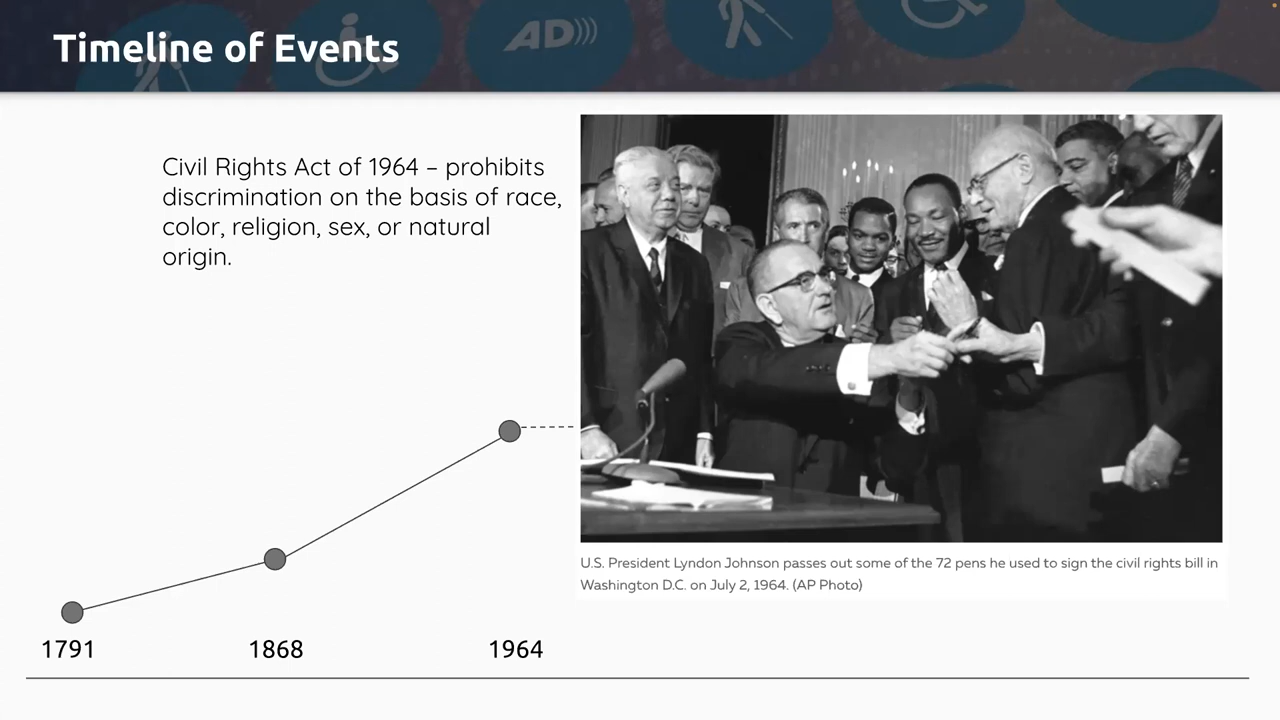 Timeline of Events
AD)))
Civil Rights Act of 1964 – prohibits
discrimination on the basis of race,
color, religion, sex, or natural
origin.
U.S. President Lyndon Johnson passes out some of the 72 pens he used to sign the civil rights bill in
Washington D.C. on July 2, 1964. (AP Photo)
1791 1868 1964